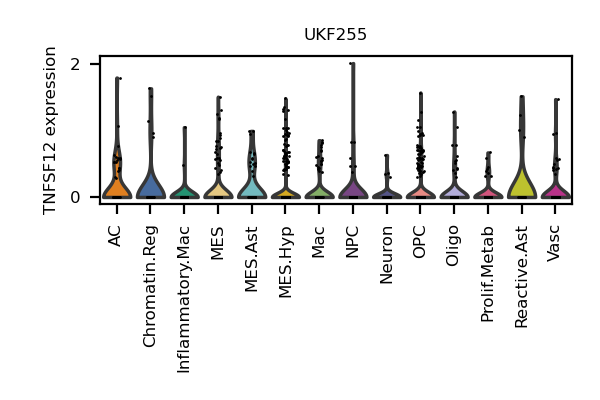 UKF255
TNFSF12 expression
2
0
AC
Chromatin.Reg
Inflammatory.Mac
MES
MES.Ast
MES.Hyp
Mac
NPC
Neuron
OPC
Oligo
Prolif.Metab
Reactive.Ast
Vasc